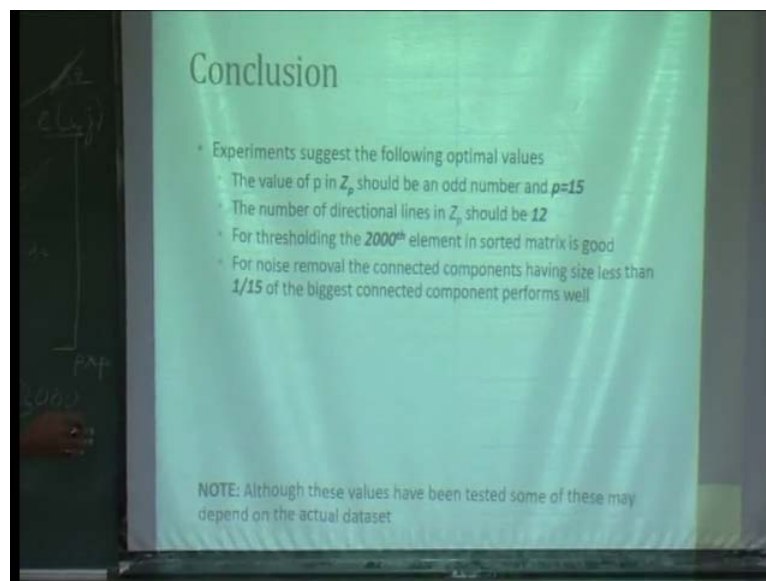 Conclusion
• Experiments suggest the following optimal values
• The value of p in Zp should be an odd number and p=15
• The number of directional lines in Zp should be 12
• For thresholding the 2000th element in sorted matrix is good
• For noise removal the connected components having size less than
1/15 of the biggest connected component performs well
NOTE: Although these values have been tested some of these may
depend on the actual dataset
e(i,j)
pxp